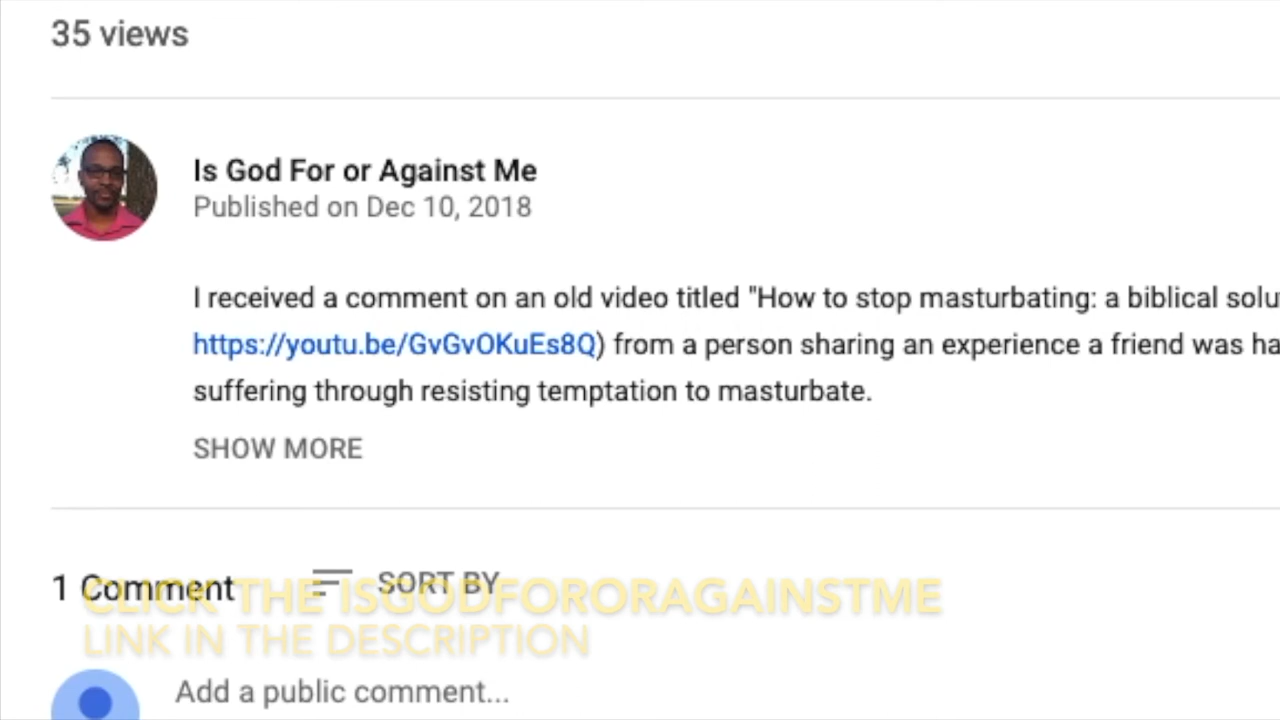 35 views
Is God For or Against Me
Published on Dec 10, 2018
I received a comment on an old video titled "How to stop masturbating: a biblical solu
https://youtu.be/GvGvOKuEs8Q) from a person sharing an experience a friend was ha
suffering through resisting temptation to masturbate.
SHOW MORE
1 Comment SORT BY
CLICK THE ISGODFORORAGAINSTME
LINK IN THE DESCRIPTION
Add a public comment...